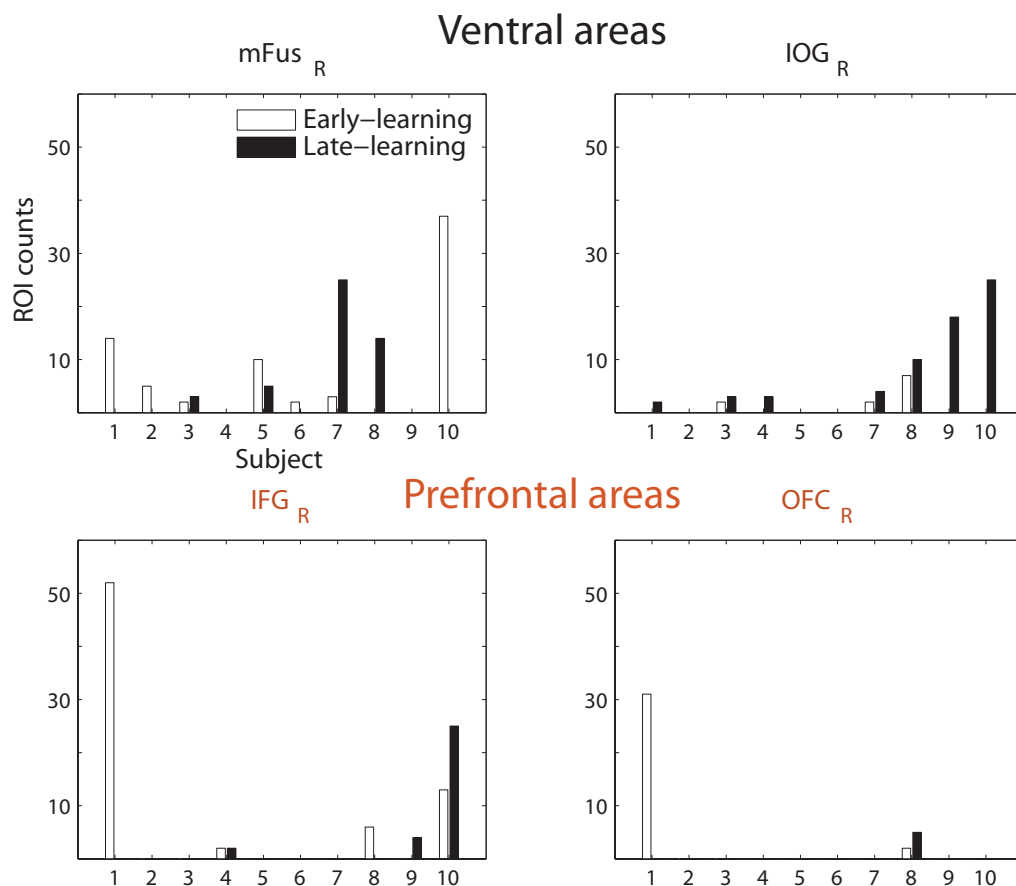 Ventral areas
mFus R
IOG R
Early-learning
Late-learning
ROI counts
50
30
10
1 2 3 4 5 6 7 8 9 10
Subject
50
30
10
1 2 3 4 5 6 7 8 9 10
Prefrontal areas
IFG R
OFC R
50
30
10
1 2 3 4 5 6 7 8 9 10
50
30
10
1 2 3 4 5 6 7 8 9 10